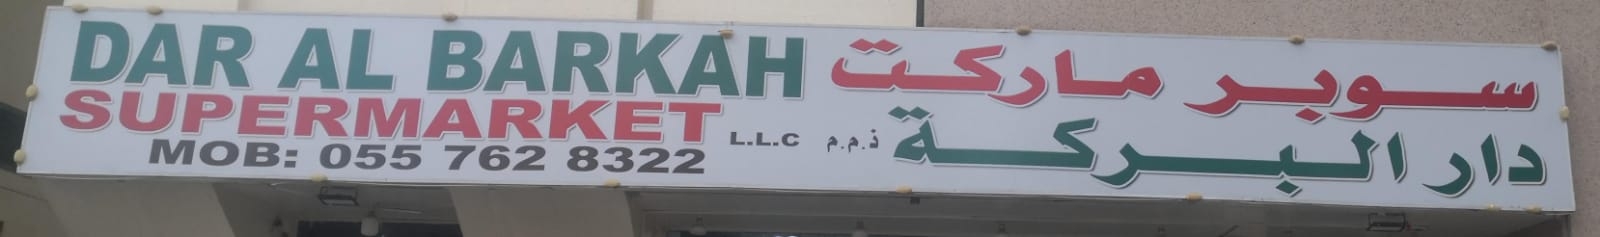 DAR AL BARKAH
SUPERMARKET L.L.C
MOB: 055 762 8322
سوبر ماركت
دار البركة ذ.م.م